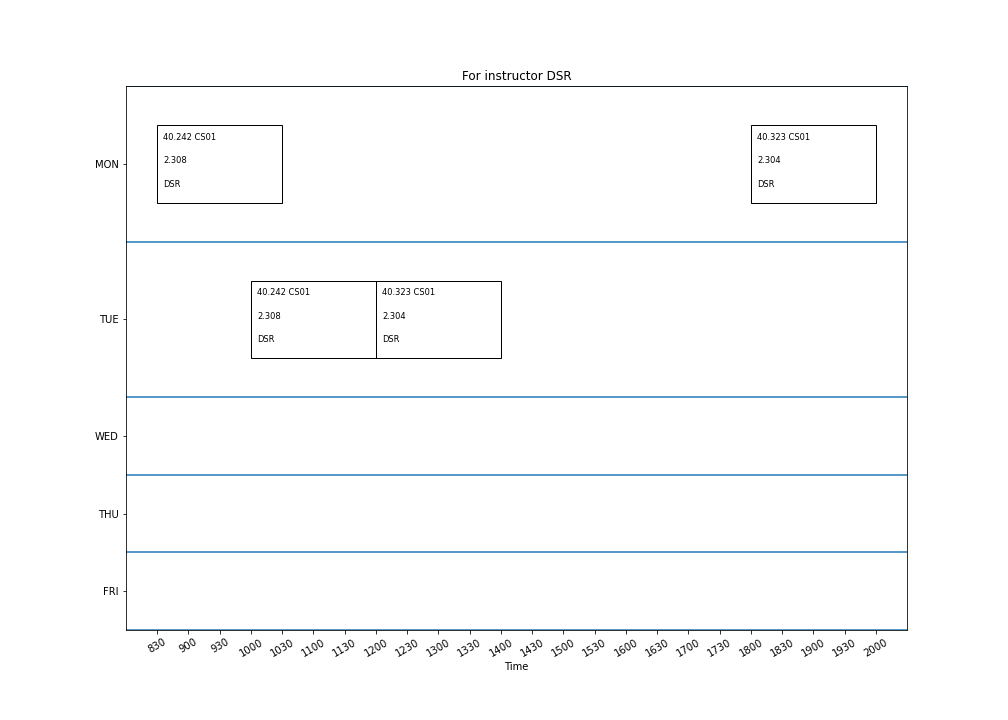 For instructor DSR
MON
40.242 CS01
2.308
DSR
40.323 CS01
2.304
DSR
TUE
40.242 CS01
2.308
DSR
40.323 CS01
2.304
DSR
WED
THU
FRI
830 900 930 1000 1030 1100 1130 1200 1230 1300 1330 1400 1430 1500 1530 1600 1630 1700 1730 1800 1830 1900 1930 2000
Time